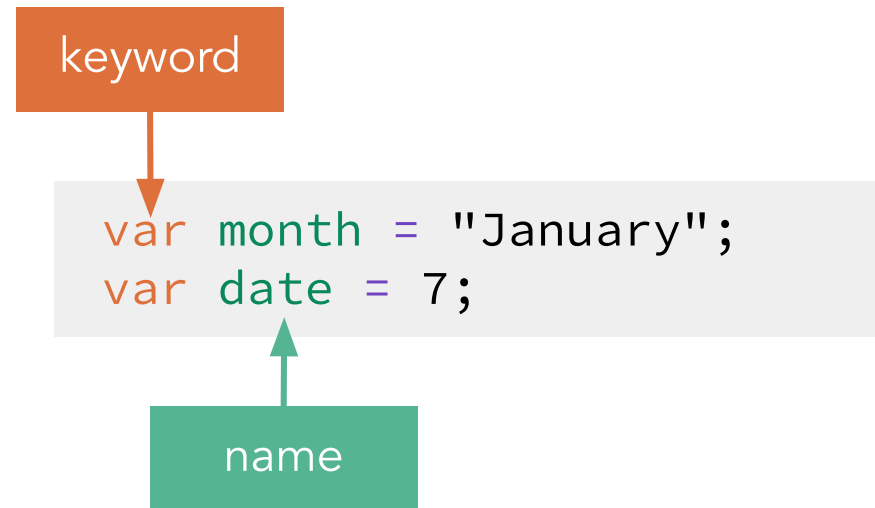 keyword
var month = "January";
var date = 7;
name